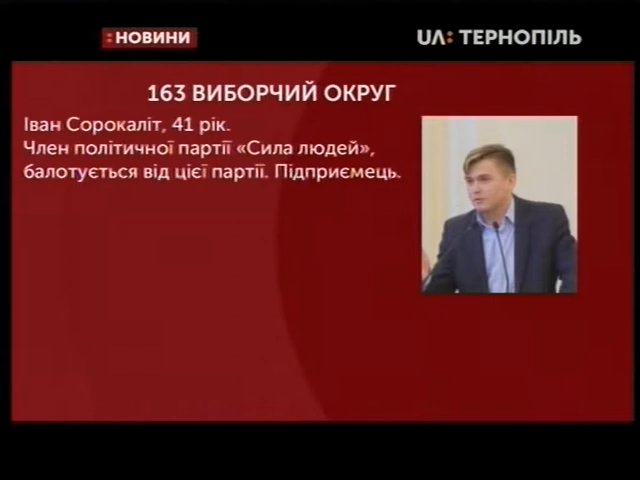 :НОВИНИ
UA: ТЕРНОПІЛЬ
163 ВИБОРЧИЙ ОКРУГ
Іван Сорокаліт, 41 рік.
Член політичної партії «Сила людей»,
балотується від цієї партії. Підприємець.